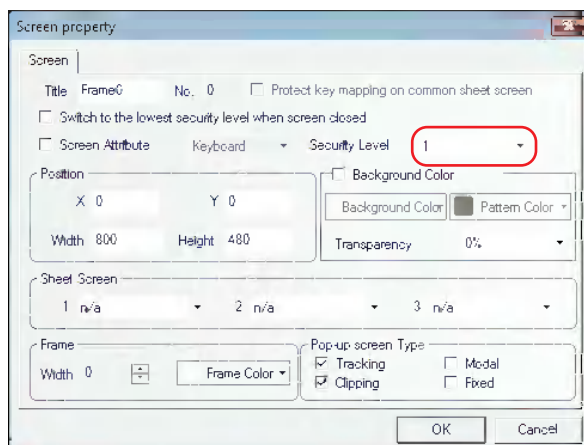 Screen property
Screen
Title Frame0 No. 0 Protect key mapping on common sheet screen
Switch to the lowest security level when screen closed
Screen Attribute Keyboard Security Level 1
Position
Background Color
X 0 Y 0
Background Color Pattern Color
Width 800 Height 480
Transparency 0%
Sheet Screen
1 n/a 2 n/a 3 n/a
Frame
Pop-up screen Type
Width 0 Frame Color
Tracking Modal
Clipping Fixed
OK Cancel